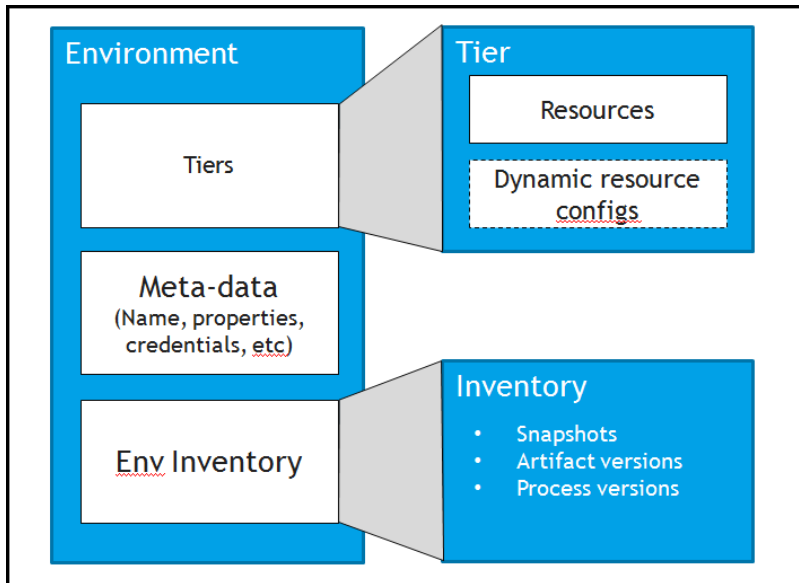 Environment
Tiers
Meta-data
(Name, properties,
credentials, etc)
Env Inventory
Tier
Resources
Dynamic resource
configs
Inventory
• Snapshots
• Artifact versions
• Process versions